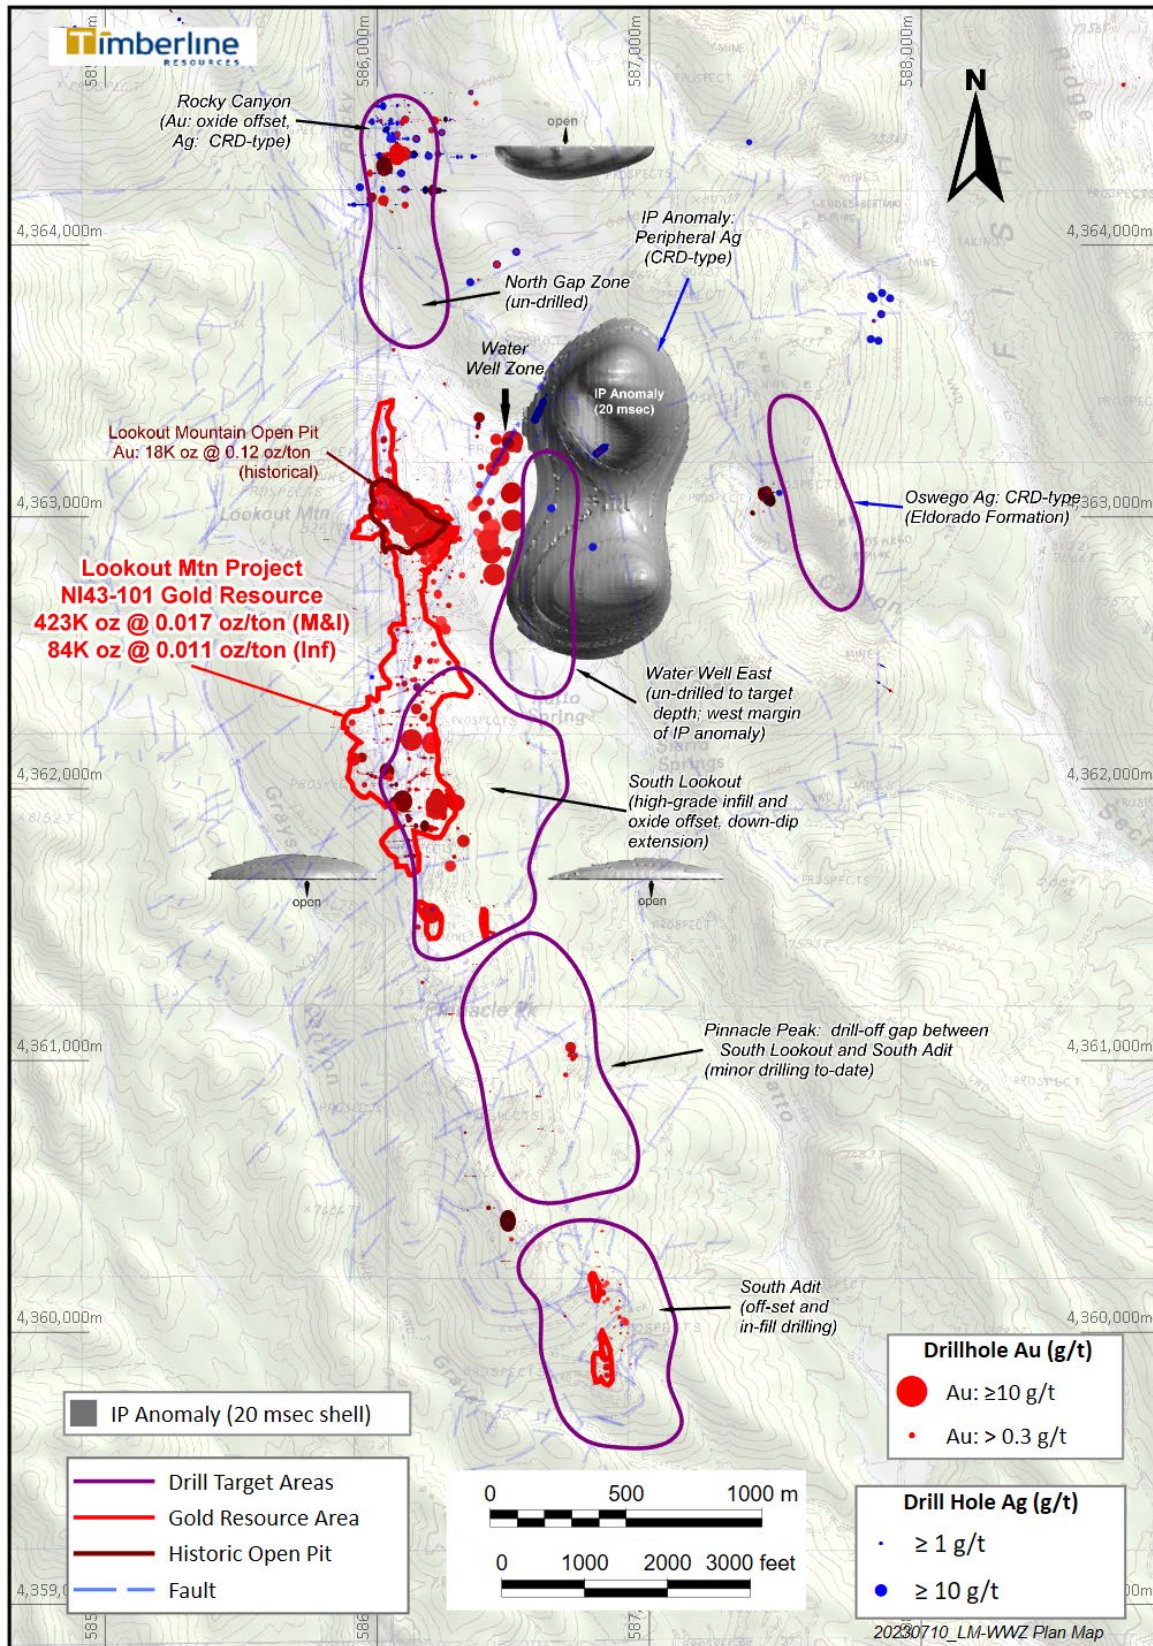 Timberline
RESOURCES
586,000m
587,000m
588,000m
N
Rocky Canyon
(Au: oxide offset,
Ag: CRD-type)
open
IP Anomaly:
Peripheral Ag
(CRD-type)
4,364,000m
4,364,000m
North Gap Zone
(un-drilled)
Water
Well Zone
IP Anomaly
(20 msec)
Lookout Mountain Open Pit
Au: 18K oz @ 0.12 oz/ton
(historical)
Lookout Mtn
4,363,000m
4,363,000m
Oswego Ag: CRD-type
(Eldorado Formation)
Lookout Mtn Project
NI43-101 Gold Resource
423K oz @ 0.017 oz/ton (M&I)
84K oz @ 0.011 oz/ton (Inf)
Water Well East
(un-drilled to target
depth; west margin
of IP anomaly)
Ratto
Spring
Sierra
Springs
4,362,000m
4,362,000m
South Lookout
(high-grade infill and
oxide offset, down-dip
extension)
open
open
Pinnacle Pk
Pinnacle Peak: drill-off gap between
South Lookout and South Adit
(minor drilling to-date)
4,361,000m
4,361,000m
South Adit
(off-set and
in-fill drilling)
4,360,000m
4,360,000m
Drillhole Au (g/t)
Au: ≥10 g/t
Au: > 0.3 g/t
IP Anomaly (20 msec shell)
Drill Target Areas
Gold Resource Area
Historic Open Pit
Fault
0 500 1000 m
0 1000 2000 3000 feet
Drill Hole Ag (g/t)
≥ 1 g/t
≥ 10 g/t
20230710_LM-WWZ Plan Map